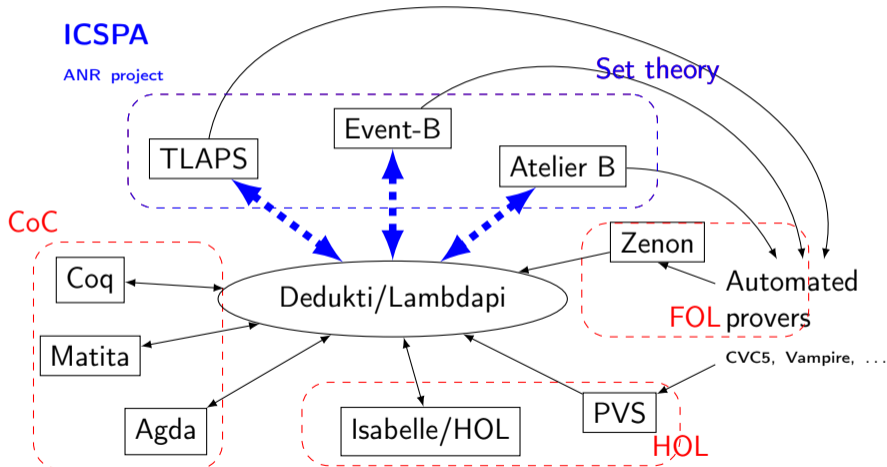 ICSPA
ANR project
Set theory
Event-B
TLAPS
Atelier B
CoC
Zenon
Coq
Dedukti/Lambdapi
Automated
FOL provers
Matita
CVC5, Vampire, ...
Agda
Isabelle/HOL
PVS
HOL